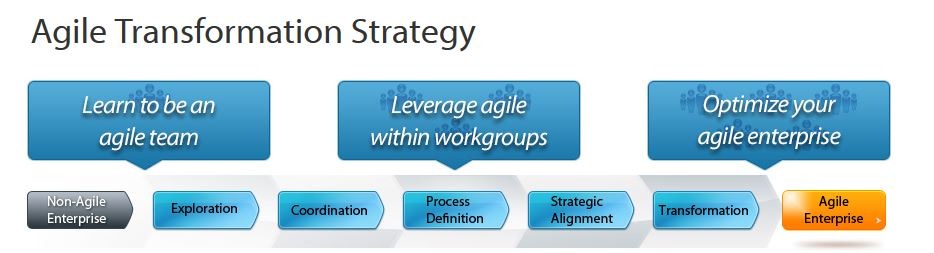 Agile Transformation Strategy
Learn to be an
agile team
Leverage agile
within workgroups
Optimize your
agile enterprise
Non-Agile
Enterprise
Exploration
Coordination
Process
Definition
Strategic
Alignment
Transformation
Agile
Enterprise